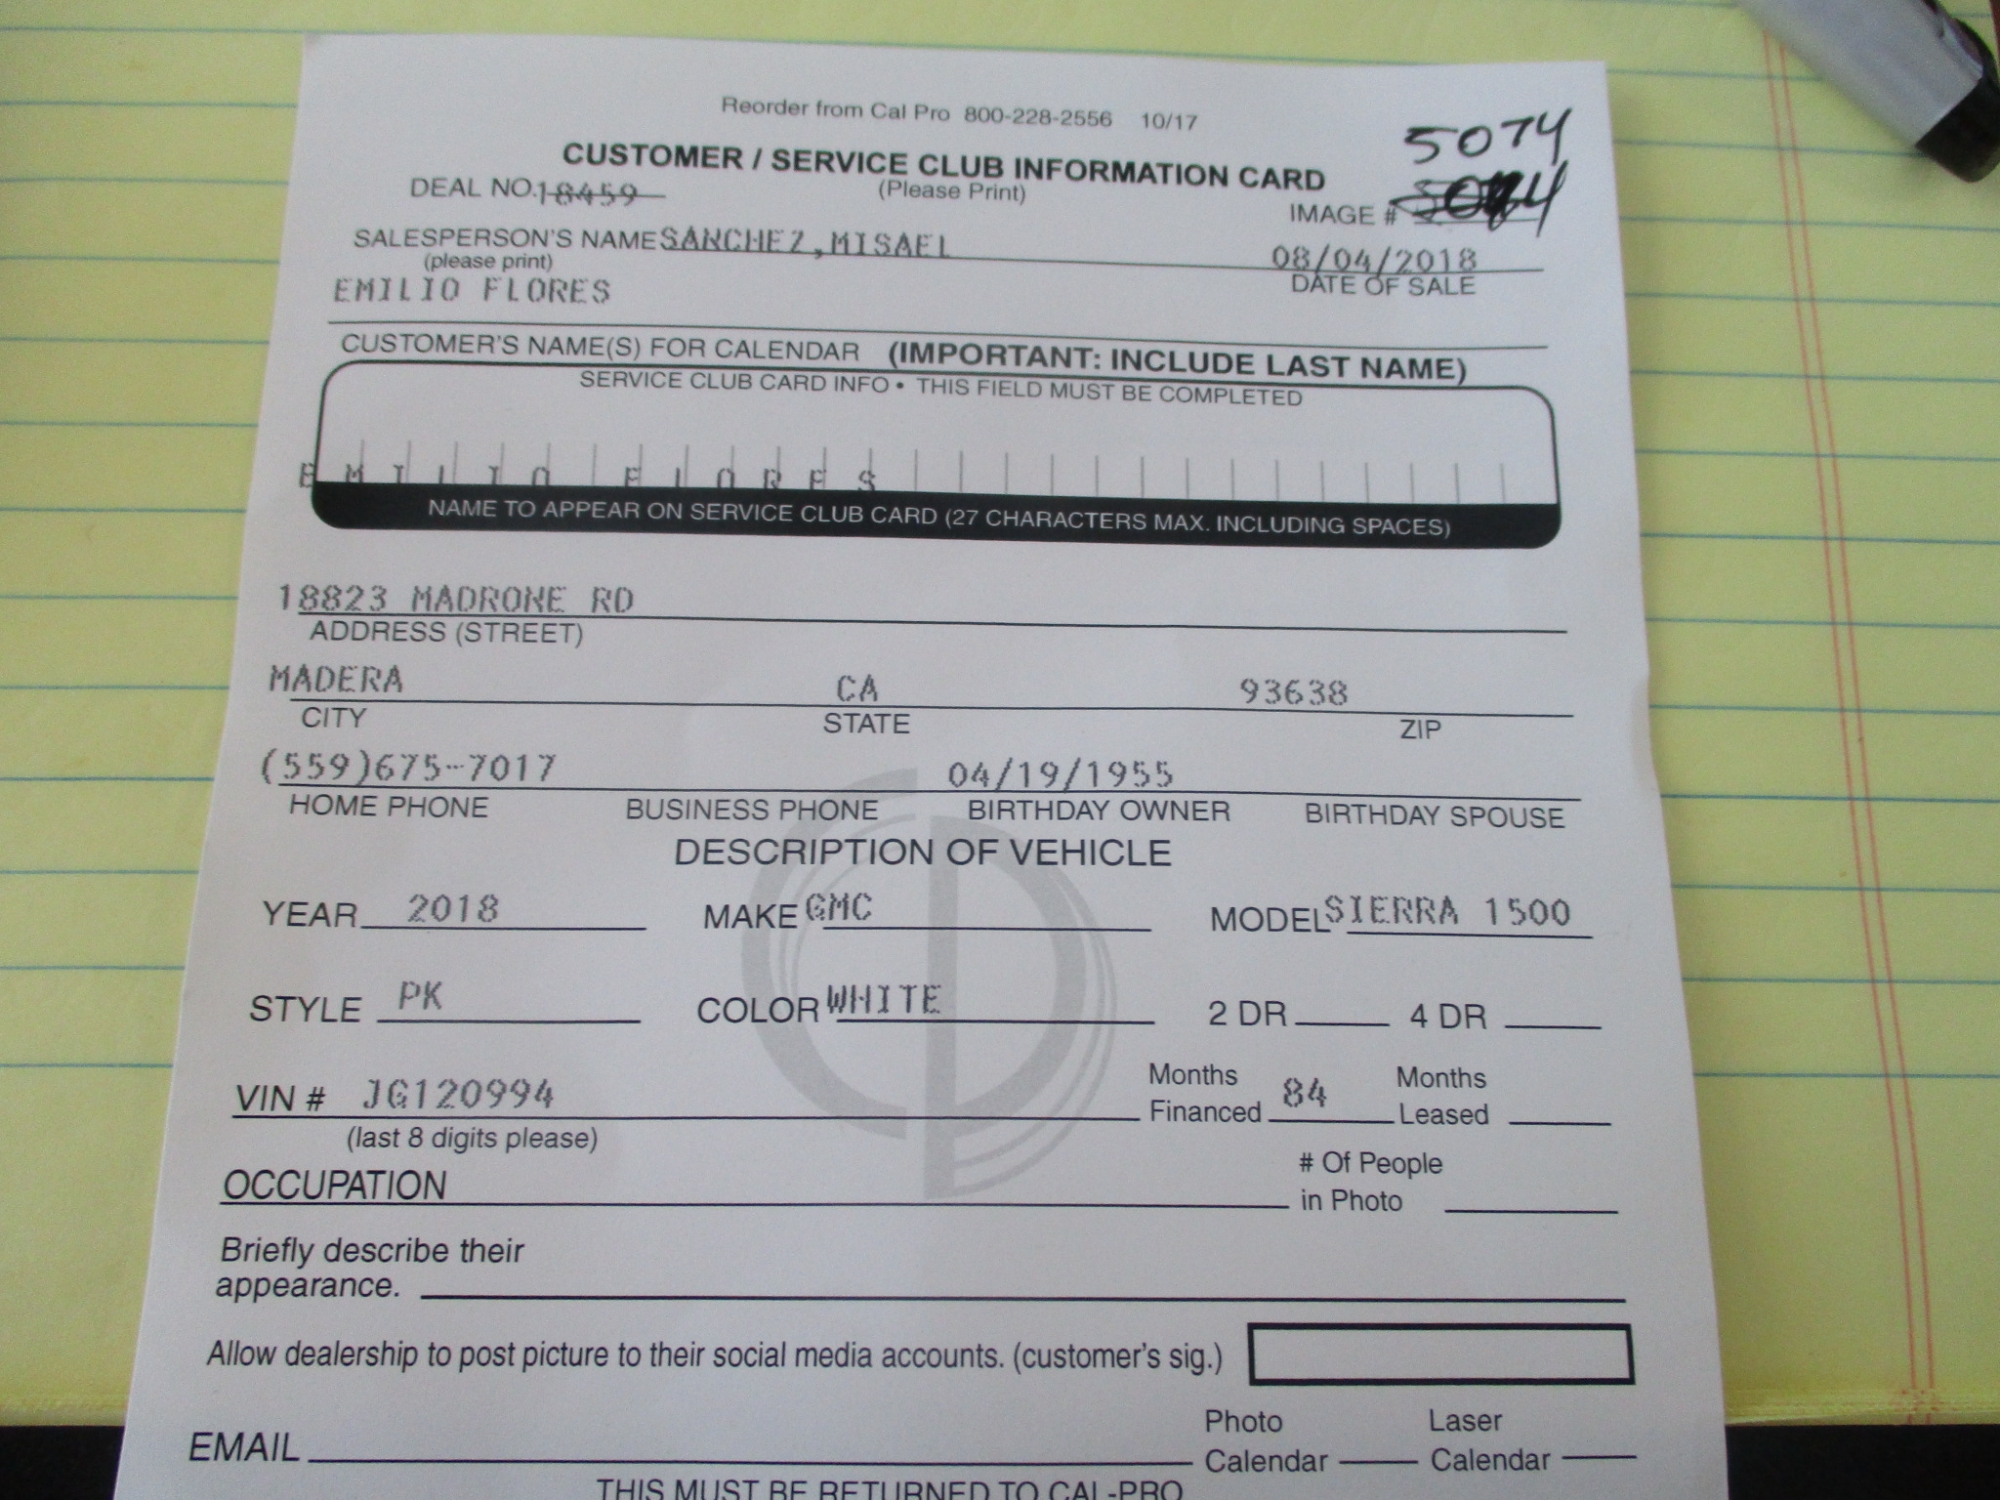 Reorder from Cal Pro 800-228-2556 10/17
5074
CUSTOMER / SERVICE CLUB INFORMATION CARD
DEAL NO. 18459 (Please Print)
IMAGE #
SALESPERSON'S NAME SANCHEZ,MISAEL 08/04/2018
(please print) DATE OF SALE
EMILIO FLORES
CUSTOMER'S NAME(S) FOR CALENDAR (IMPORTANT: INCLUDE LAST NAME)
SERVICE CLUB CARD INFO • THIS FIELD MUST BE COMPLETED
EMILIO FLORES
NAME TO APPEAR ON SERVICE CLUB CARD (27 CHARACTERS MAX. INCLUDING SPACES)
18823 MADRONE RD
ADDRESS (STREET)
MADERA CA 93638
CITY STATE ZIP
(559)675-7017 04/19/1955
HOME PHONE BUSINESS PHONE BIRTHDAY OWNER BIRTHDAY SPOUSE
DESCRIPTION OF VEHICLE
YEAR 2018 MAKE GMC MODEL SIERRA 1500
STYLE PK COLOR WHITE 2 DR 4 DR
VIN # JG120994 Months Financed 84 Months Leased
(last 8 digits please)
OCCUPATION # Of People in Photo
Briefly describe their
appearance.
Allow dealership to post picture to their social media accounts. (customer's sig.)
EMAIL Photo Calendar Laser Calendar
THIS MUST BE RETURNED TO CAL-PRO